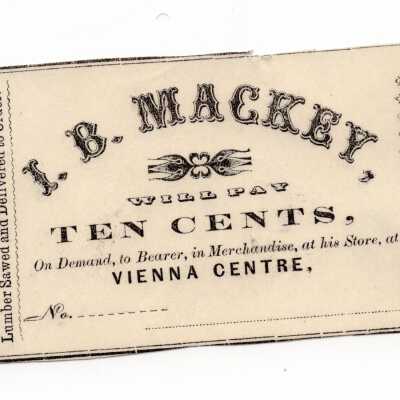 I. B. MACKEY,
WILL PAY
TEN CENTS,
On Demand, to Bearer, in Merchandise, at his Store, at
VIENNA CENTRE,
No.
Lumber Sawed and Delivered to Order.